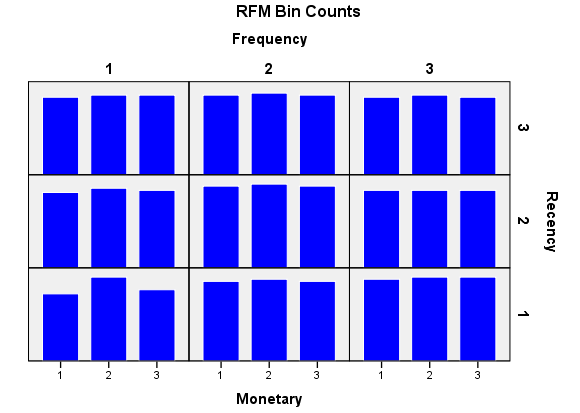 RFM Bin Counts
Frequency
1 2 3
3
2
1
Recency
1 2 3 1 2 3 1 2 3
Monetary